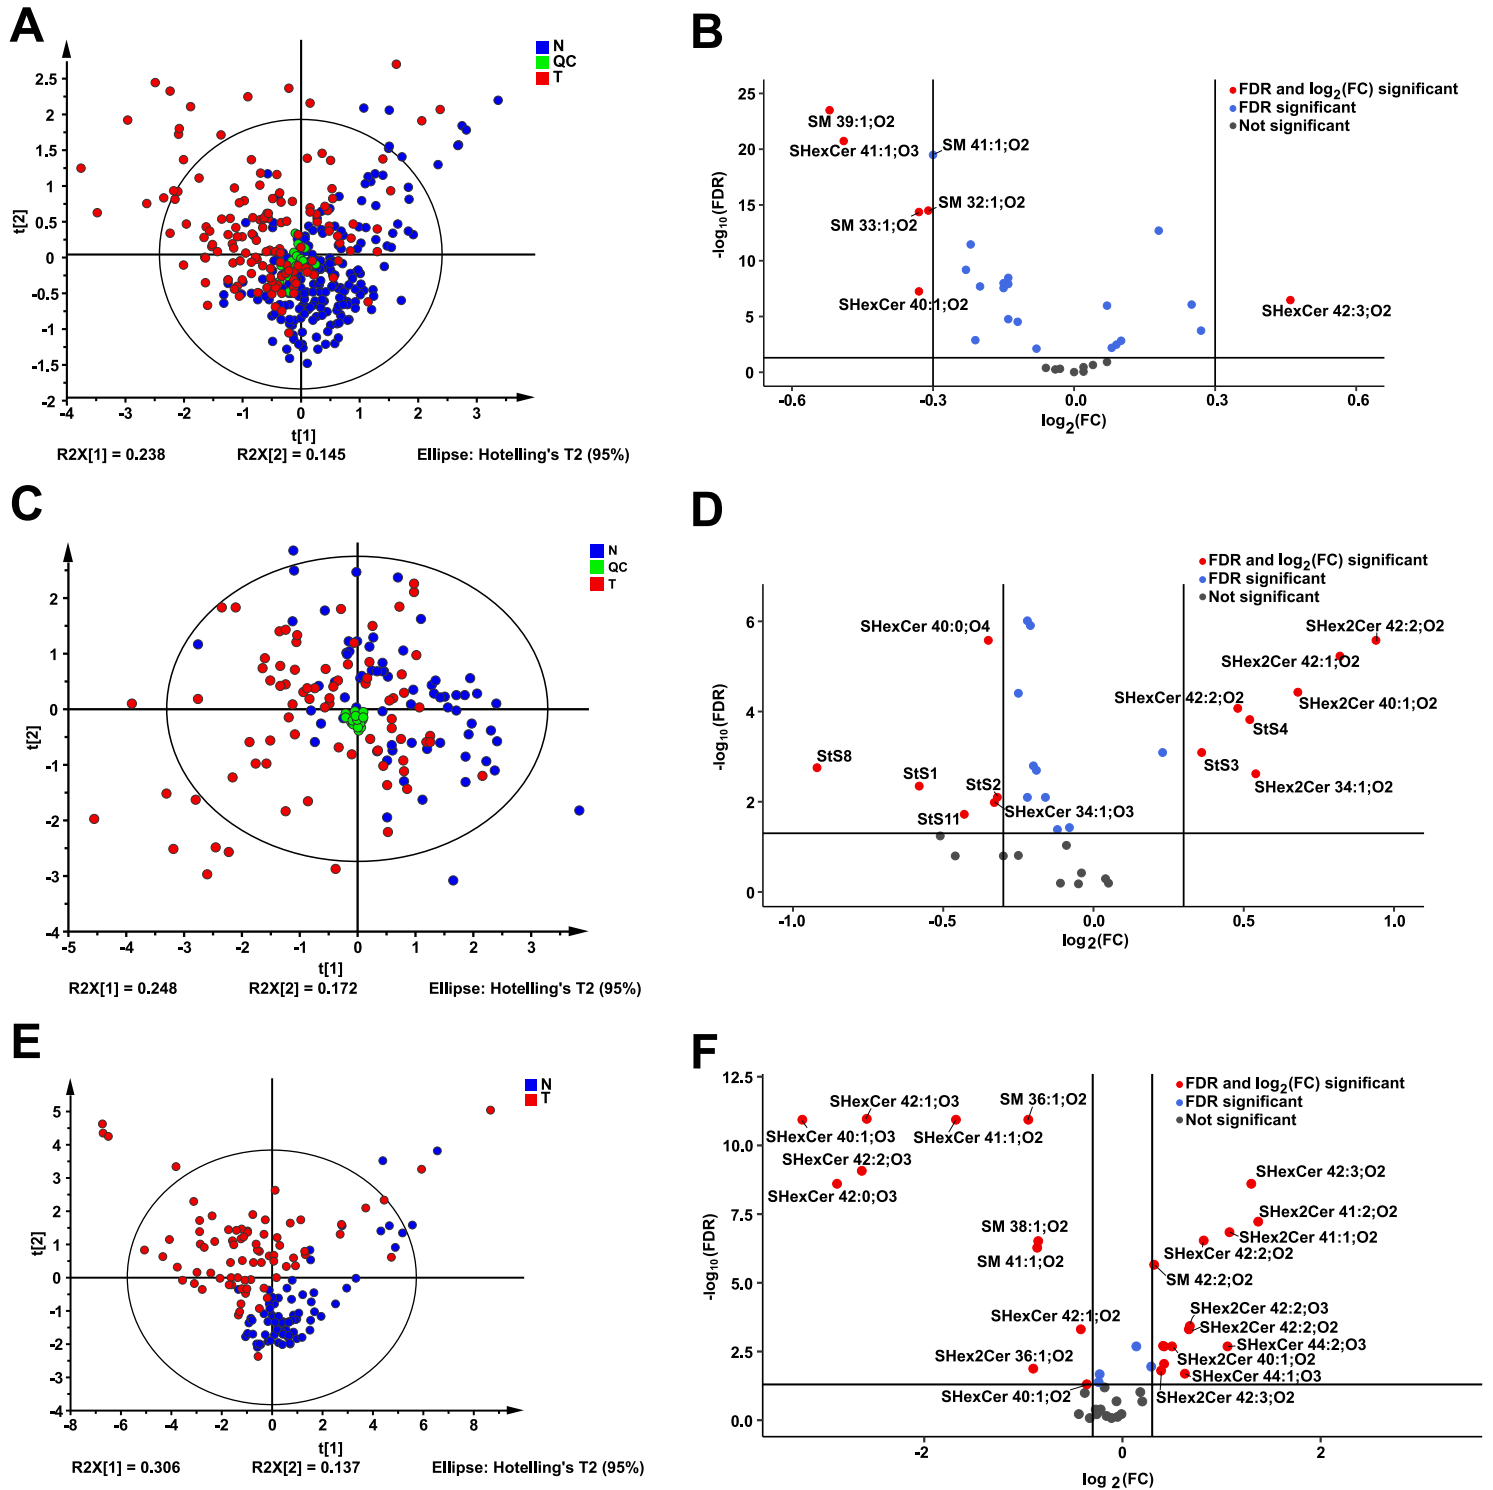 A
N
QC
T
t[2]
2.5
2
1.5
1
0.5
0
-0.5
-1
-1.5
-2
-4 -3 -2 -1 0 1 2 3
t[1]
R2X[1] = 0.238 R2X[2] = 0.145 Ellipse: Hotelling's T2 (95%)
B
FDR and log2(FC) significant
FDR significant
Not significant
-log10(FDR)
25
20
15
10
5
0
SM 39:1;O2
SHexCer 41:1;O3
SM 41:1;O2
SM 32:1;O2
SM 33:1;O2
SHexCer 40:1;O2
SHexCer 42:3;O2
-0.6 -0.3 0.0 0.3 0.6
log2(FC)
C
N
QC
T
t[2]
2
1
0
-1
-2
-3
-4
-5 -4 -3 -2 -1 0 1 2 3
t[1]
R2X[1] = 0.248 R2X[2] = 0.172 Ellipse: Hotelling's T2 (95%)
D
FDR and log2(FC) significant
FDR significant
Not significant
-log10(FDR)
6
4
2
0
SHexCer 40:0;O4
SHex2Cer 42:2;O2
SHex2Cer 42:1;O2
SHexCer 42:2;O2
SHex2Cer 40:1;O2
StS4
StS3
SHex2Cer 34:1;O2
StS8
StS1
StS2
SHexCer 34:1;O3
StS11
-1.0 -0.5 0.0 0.5 1.0
log2(FC)
E
N
T
t[2]
5
4
3
2
1
0
-1
-2
-3
-4
-8 -6 -4 -2 0 2 4 6 8
t[1]
R2X[1] = 0.306 R2X[2] = 0.137 Ellipse: Hotelling's T2 (95%)
F
FDR and log2(FC) significant
FDR significant
Not significant
-log10(FDR)
12.5
10.0
7.5
5.0
2.5
0.0
SHexCer 42:1;O3
SM 36:1;O2
SHexCer 40:1;O3
SHexCer 41:1;O2
SHexCer 42:2;O3
SHexCer 42:0;O3
SHexCer 42:3;O2
SHex2Cer 41:2;O2
SHex2Cer 41:1;O2
SHexCer 42:2;O2
SM 38:1;O2
SM 41:1;O2
SM 42:2;O2
SHexCer 42:1;O2
SHex2Cer 42:2;O3
SHex2Cer 42:2;O2
SHexCer 44:2;O3
SHex2Cer 36:1;O2
SHex2Cer 40:1;O2
SHexCer 44:1;O3
SHexCer 40:1;O2
SHex2Cer 42:3;O2
-2 0 2
log 2(FC)